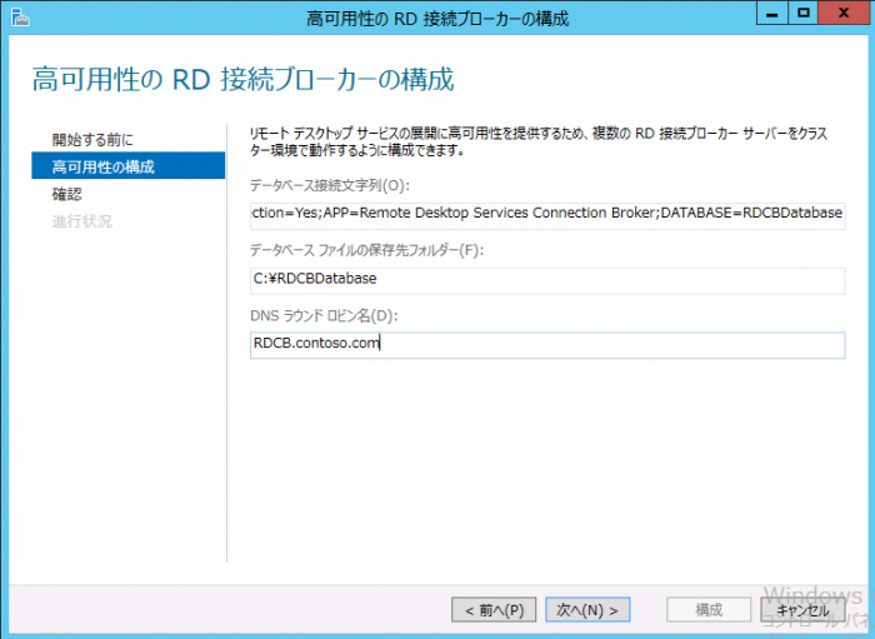 高可用性の RD 接続ブローカーの構成
高可用性の RD 接続ブローカーの構成
開始する前に
高可用性の構成
確認
進行状況
リモート デスクトップ サービスの展開に高可用性を提供するため、複数の RD 接続ブローカー サーバーをクラス
ター環境で動作するように構成できます。
データベース接続文字列(O):
ction=Yes;APP=Remote Desktop Services Connection Broker;DATABASE=RDCBDatabase
データベース ファイルの保存先フォルダー(F):
C:¥RDCBDatabase
DNS ラウンド ロビン名(D):
RDCB.contoso.com
< 前へ(P)
次へ(N) >
構成
キャンセル
Windows
コントロール パネ